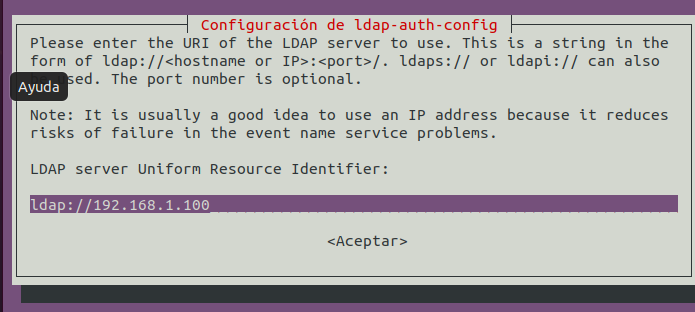 Configuración de ldap-auth-config
Please enter the URI of the LDAP server to use. This is a string in the
form of ldap://<hostname or IP>:<port>/. ldaps:// or ldapi:// can also
used. The port number is optional.
Ayuda
Note: It is usually a good idea to use an IP address because it reduces
risks of failure in the event name service problems.
LDAP server Uniform Resource Identifier:
ldap://192.168.1.100
<Aceptar>